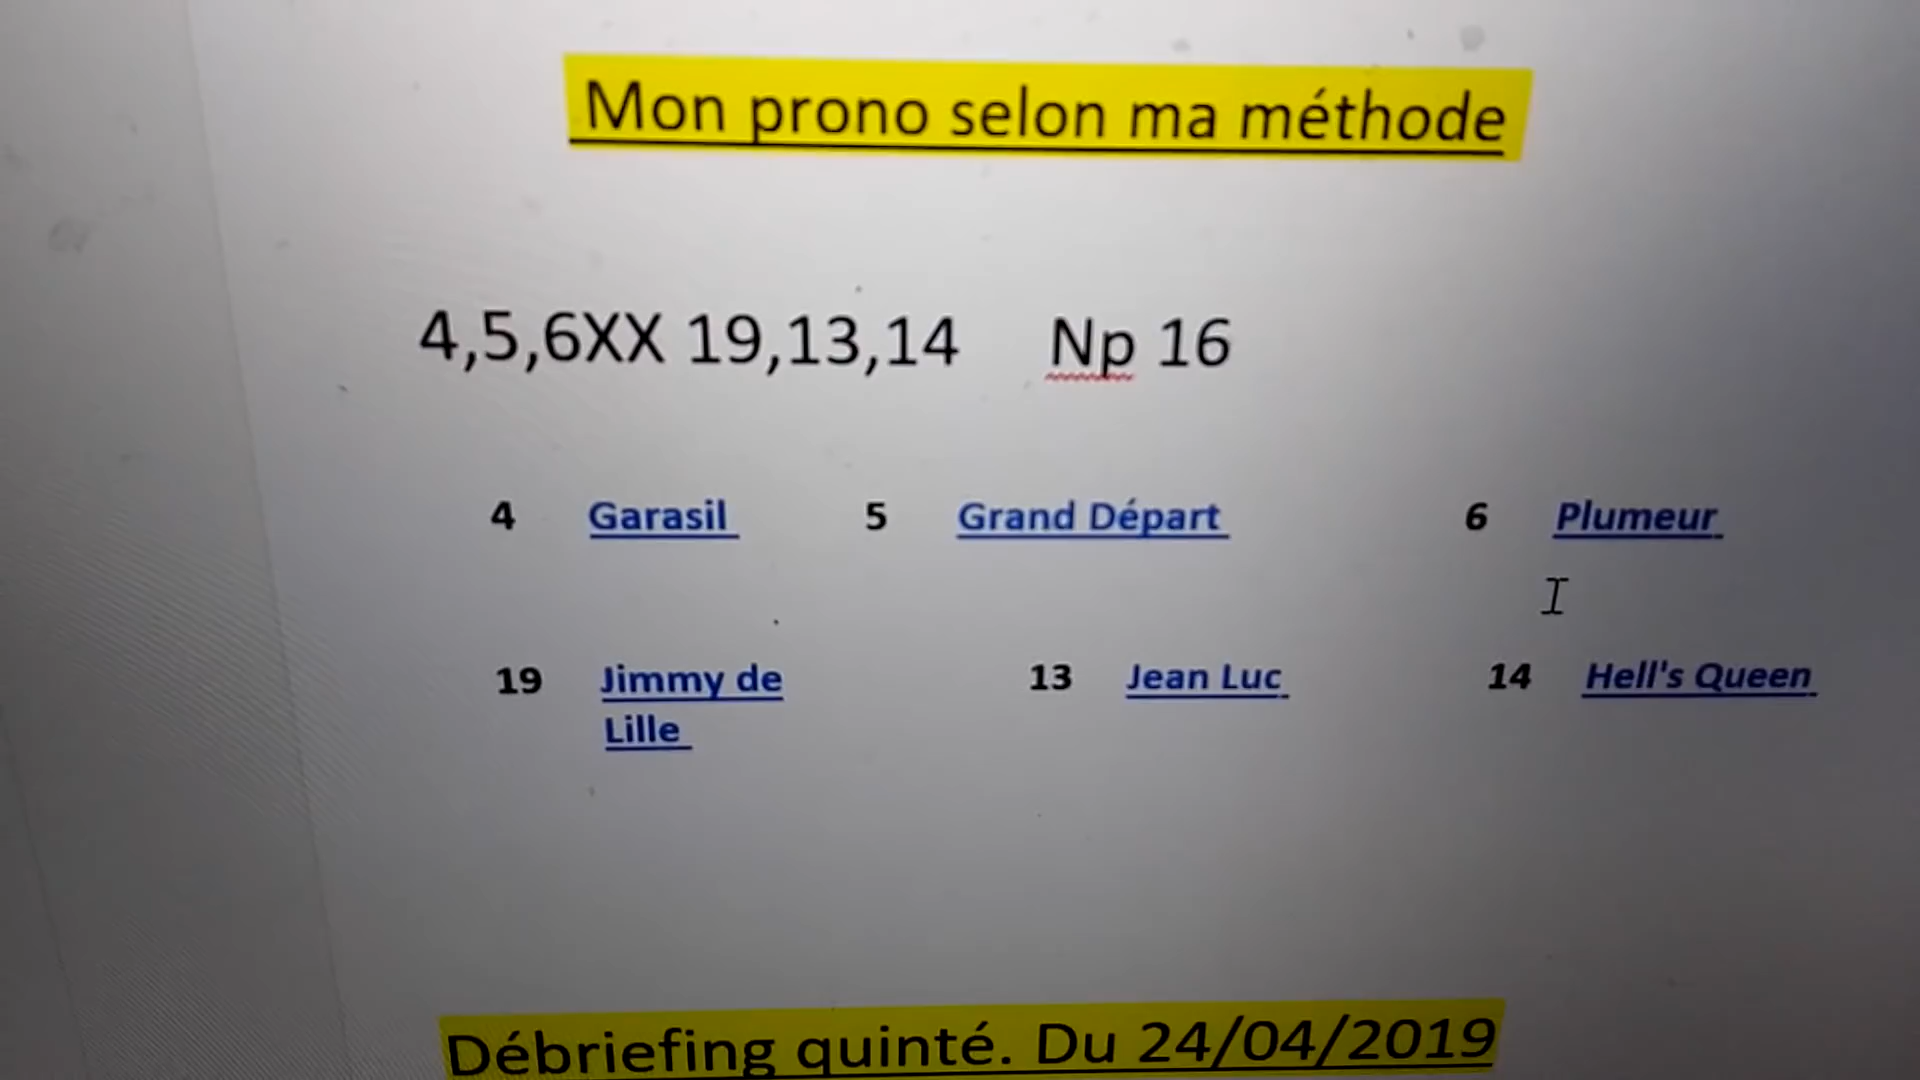 Mon prono selon ma méthode
4,5,6XX 19,13,14 Np 16
4 Garasil 5 Grand Départ 6 Plumeur
19 Jimmy de Lille 13 Jean Luc 14 Hell's Queen
Débriefing quinté. Du 24/04/2019